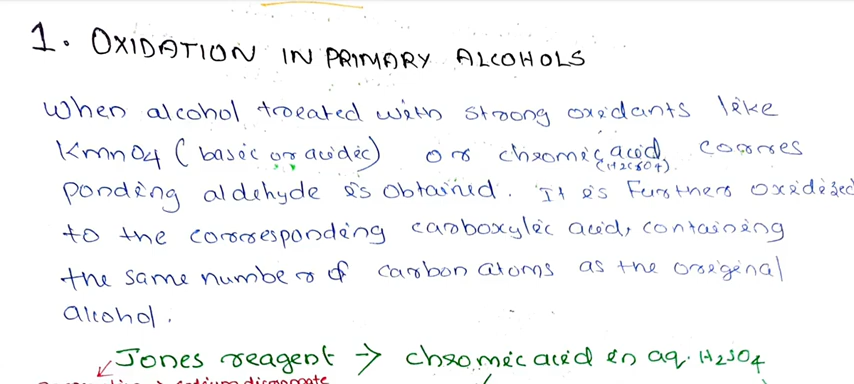 1. OXIDATION IN PRIMARY ALCOHOLS
When alcohol treated with strong oxidants like
KmnO4 (basic or acidic) or chromic acid, corres
(H2CrO4).
ponding aldehyde is obtained. It is Further oxidized
to the corresponding carboxylic acid, containing
the same number of carbon atoms as the original
alcohol.
Jones reagent → chromic acid in aq. H2SO4